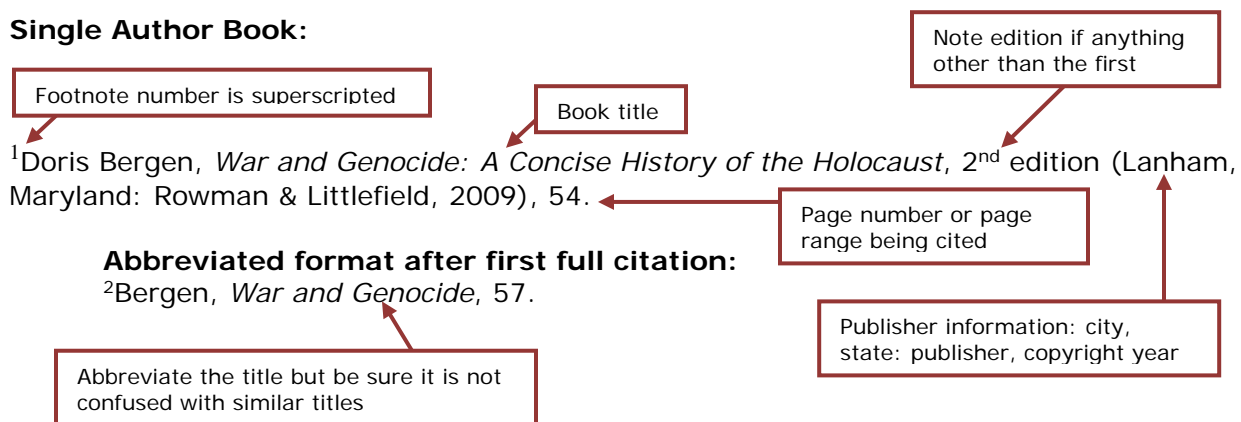 Single Author Book:
Note edition if anything
other than the first
Footnote number is superscripted
Book title
¹Doris Bergen, War and Genocide: A Concise History of the Holocaust, 2ⁿᵈ edition (Lanham,
Maryland: Rowman & Littlefield, 2009), 54.
Page number or page
range being cited
Abbreviated format after first full citation:
²Bergen, War and Genocide, 57.
Publisher information: city,
state: publisher, copyright year
Abbreviate the title but be sure it is not
confused with similar titles